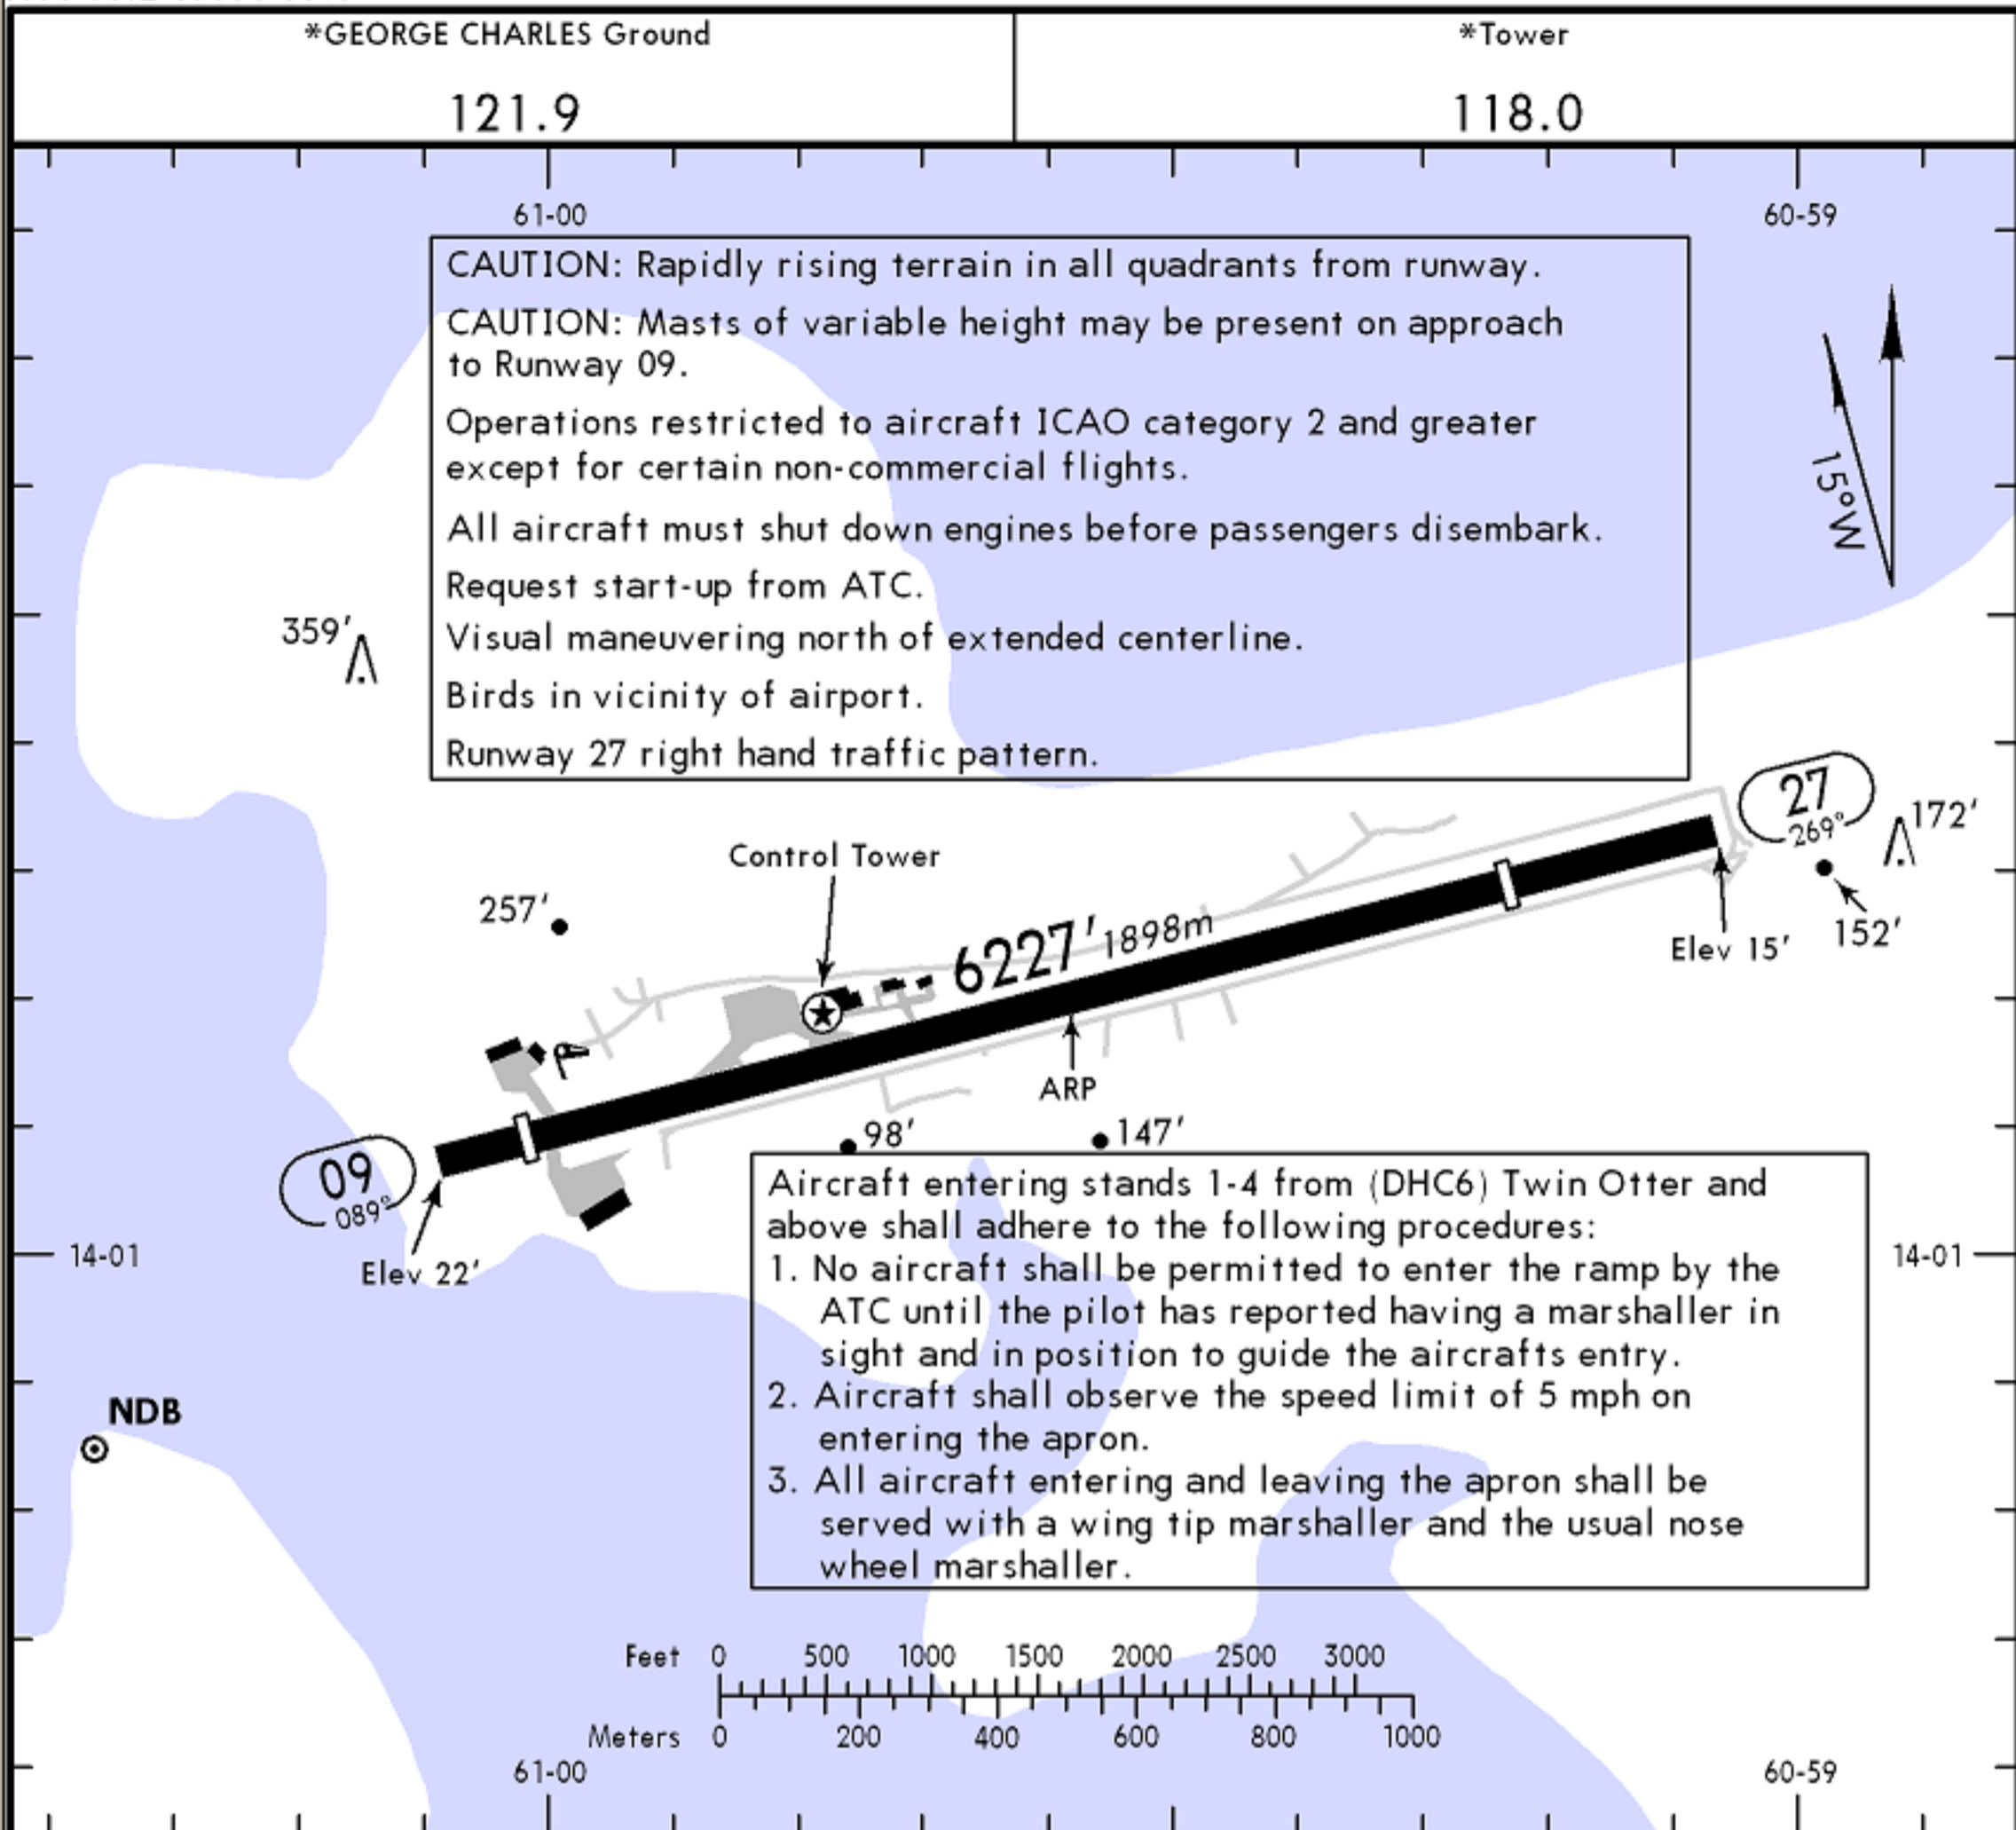 *GEORGE CHARLES Ground
121.9
*Tower
118.0
61-00
60-59
CAUTION: Rapidly rising terrain in all quadrants from runway.
CAUTION: Masts of variable height may be present on approach
to Runway 09.
Operations restricted to aircraft ICAO category 2 and greater
except for certain non-commercial flights.
All aircraft must shut down engines before passengers disembark.
Request start-up from ATC.
Visual maneuvering north of extended centerline.
Birds in vicinity of airport.
Runway 27 right hand traffic pattern.
15°W
359'
27
269°
172'
Control Tower
257'
6227' 1898m
Elev 15'
152'
ARP
98'
147'
09
089°
14-01
Elev 22'
14-01
Aircraft entering stands 1-4 from (DHC6) Twin Otter and
above shall adhere to the following procedures:
1. No aircraft shall be permitted to enter the ramp by the
ATC until the pilot has reported having a marshaller in
sight and in position to guide the aircrafts entry.
2. Aircraft shall observe the speed limit of 5 mph on
entering the apron.
3. All aircraft entering and leaving the apron shall be
served with a wing tip marshaller and the usual nose
wheel marshaller.
NDB
Feet 0 500 1000 1500 2000 2500 3000
Meters 0 200 400 600 800 1000
61-00
60-59